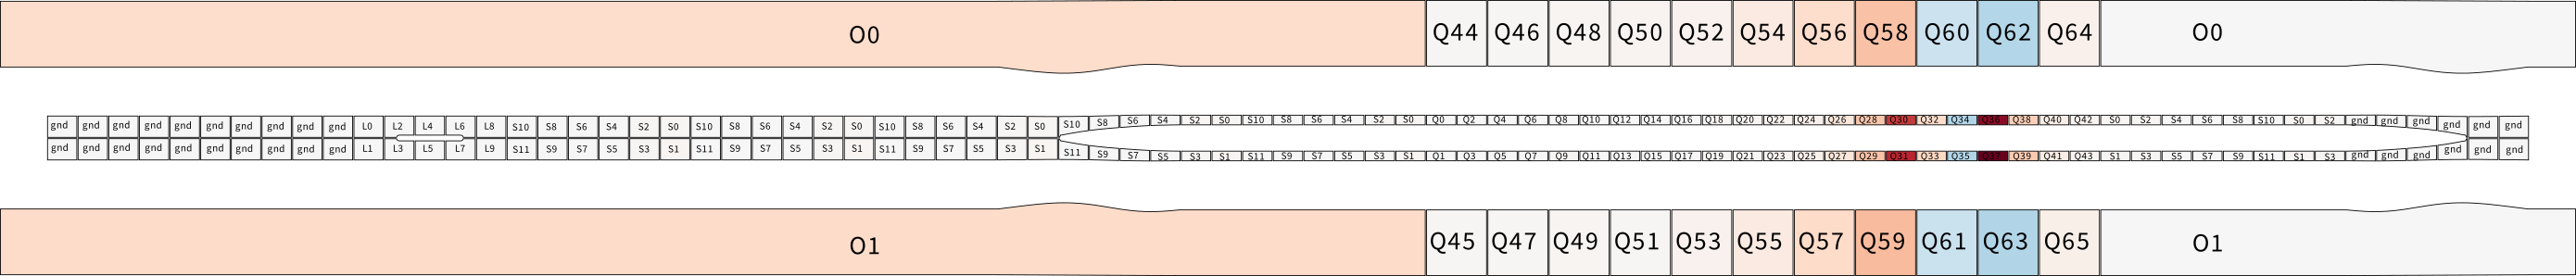 O0 Q44 Q46 Q48 Q50 Q52 Q54 Q56 Q58 Q60 Q62 Q64 O0
gnd gnd gnd gnd gnd gnd gnd gnd gnd gnd L0 L2 L4 L6 L8 S10 S8 S6 S4 S2 S0 S10 S8 S6 S4 S2 S0 S10 S8 S6 S4 S2 S0 S10 S8 S6 S4 S2 S0 S10 S8 S6 S4 S2 S0 Q0 Q2 Q4 Q6 Q8 Q10 Q12 Q14 Q16 Q18 Q20 Q22 Q24 Q26 Q28 Q30 Q32 Q34 Q36 Q38 Q40 Q42 S0 S2 S4 S6 S8 S10 S0 S2 gnd gnd gnd gnd gnd gnd
gnd gnd gnd gnd gnd gnd gnd gnd gnd gnd L1 L3 L5 L7 L9 S11 S9 S7 S5 S3 S1 S11 S9 S7 S5 S3 S1 S11 S9 S7 S5 S3 S1 S11 S9 S7 S5 S3 S1 S11 S9 S7 S5 S3 S1 Q1 Q3 Q5 Q7 Q9 Q11 Q13 Q15 Q17 Q19 Q21 Q23 Q25 Q27 Q29 Q31 Q33 Q35 Q37 Q39 Q41 Q43 S1 S3 S5 S7 S9 S11 S1 S3 gnd gnd gnd gnd gnd gnd
O1 Q45 Q47 Q49 Q51 Q53 Q55 Q57 Q59 Q61 Q63 Q65 O1